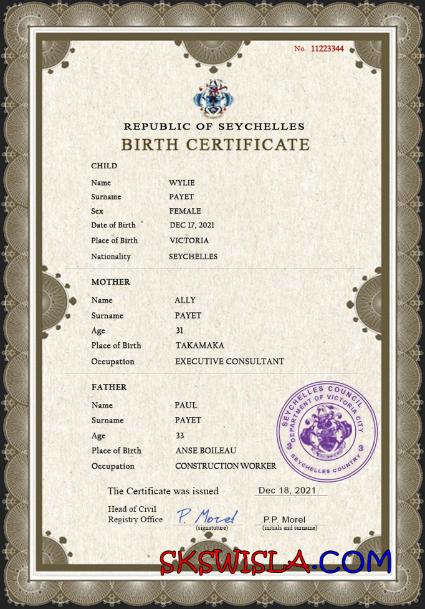 No. 11223344
REPUBLIC OF SEYCHELLES
BIRTH CERTIFICATE
CHILD
Name WYLIE
Surname PAYET
Sex FEMALE
Date of Birth DEC 17, 2021
Place of Birth VICTORIA
Nationality SEYCHELLES
MOTHER
Name ALLY
Surname PAYET
Age 31
Place of Birth TAKAMAKA
Occupation EXECUTIVE CONSULTANT
FATHER
Name PAUL
Surname PAYET
Age 33
Place of Birth ANSE BOILEAU
Occupation CONSTRUCTION WORKER
SEYCHELLES COUNCIL
DEPARTMENT OF VICTORIA CITY
SEYCHELLES COUNTRY
The Certificate was issued Dec 18, 2021
Head of Civil
Registry Office P. Morel P.P. Morel
(signature) (initials and surname)
SKSWISLA.COM